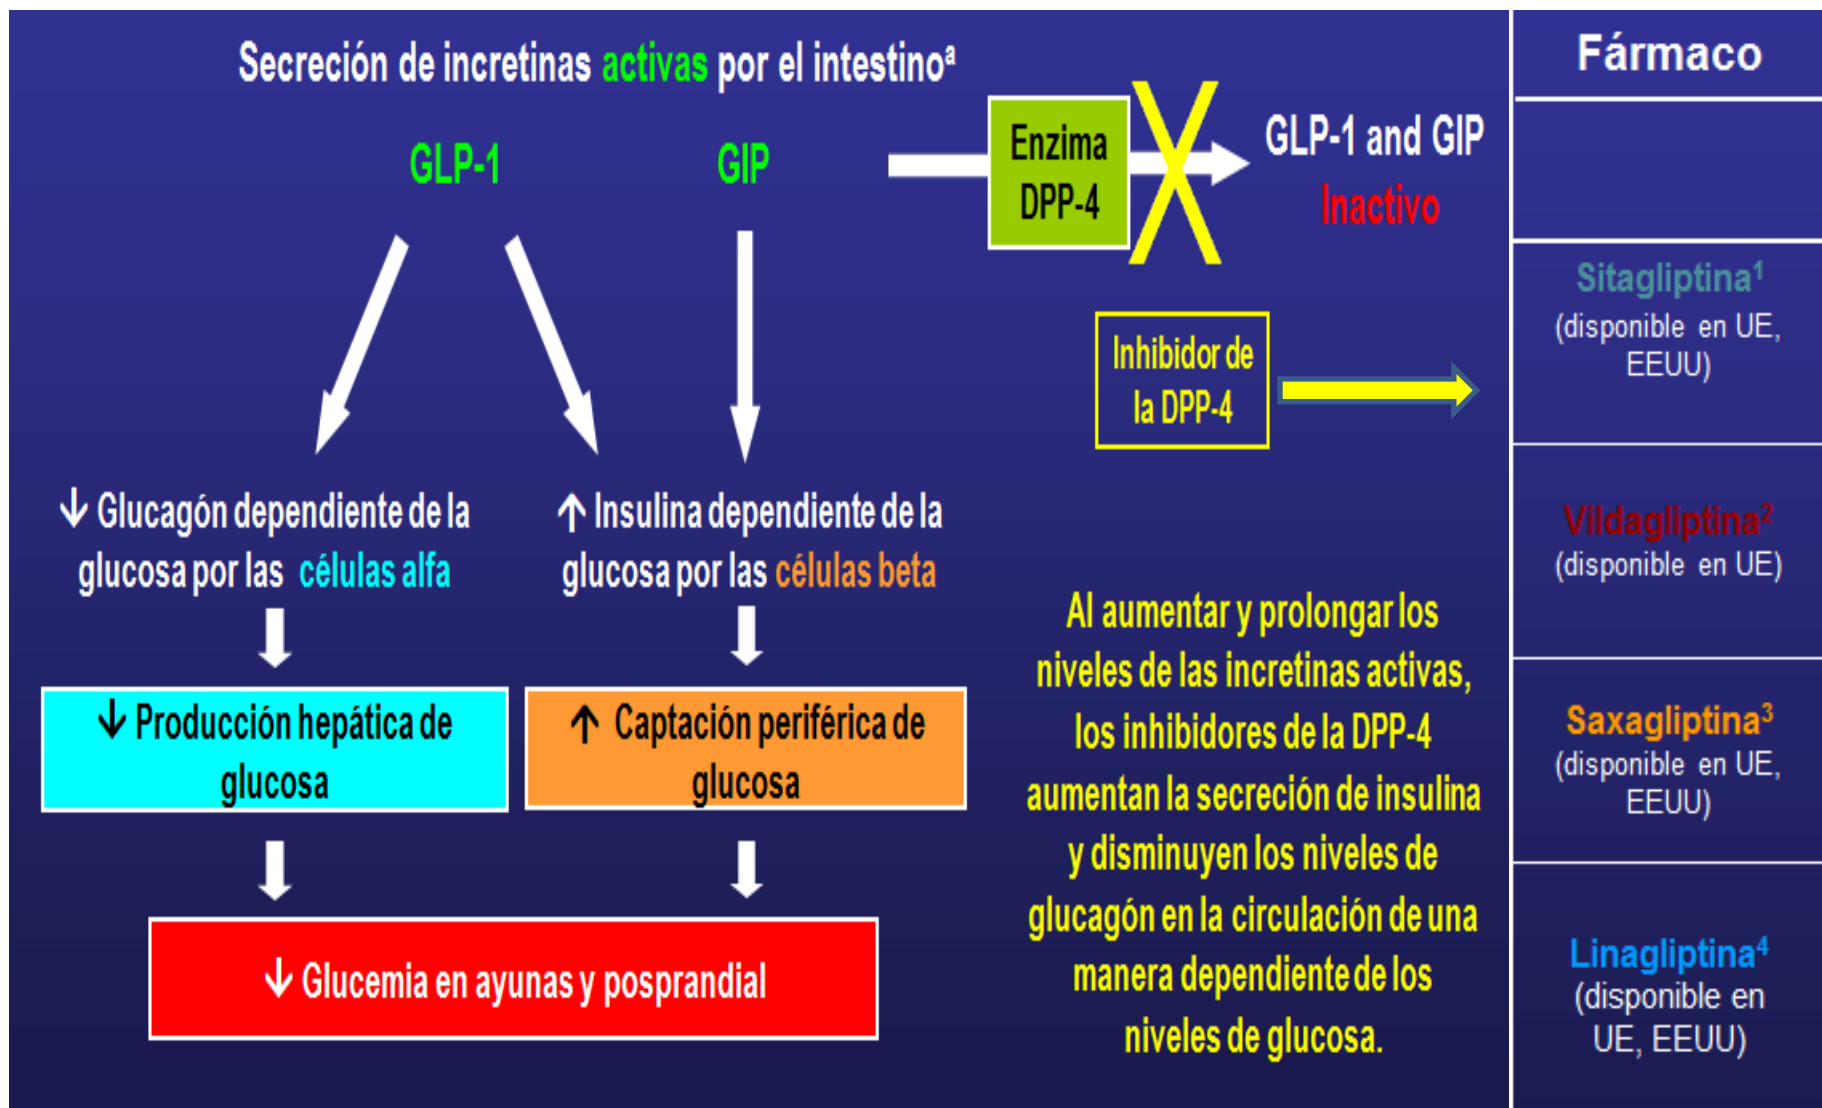 Secreción de incretinas activas por el intestinoª
GLP-1
GIP
Enzima
DPP-4
X
GLP-1 and GIP
Inactivo
Inhibidor de
la DPP-4
↓ Glucagón dependiente de la
glucosa por las células alfa
↑ Insulina dependiente de la
glucosa por las células beta
↓ Producción hepática de
glucosa
↑ Captación periférica de
glucosa
↓ Glucemia en ayunas y posprandial
Al aumentar y prolongar los
niveles de las incretinas activas,
los inhibidores de la DPP-4
aumentan la secreción de insulina
y disminuyen los niveles de
glucagón en la circulación de una
manera dependiente de los
niveles de glucosa.
Fármaco
Sitagliptina¹
(disponible en UE,
EEUU)
Vildagliptina²
(disponible en UE)
Saxagliptina³
(disponible en UE,
EEUU)
Linagliptina⁴
(disponible en
UE, EEUU)